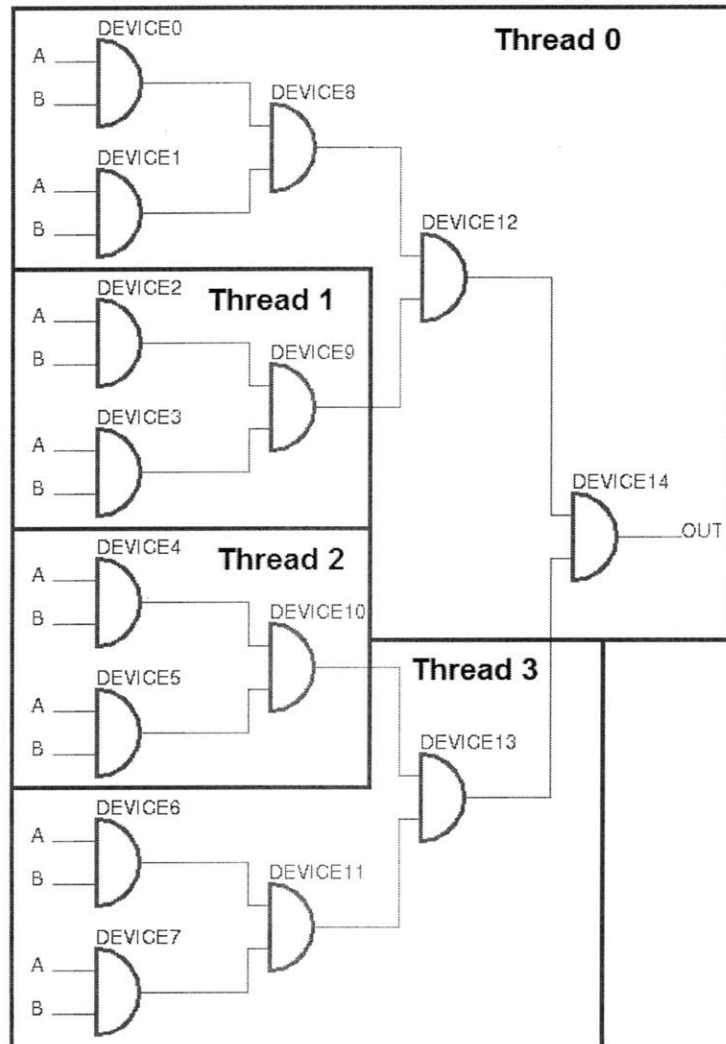 DEVICE0
Thread 0
A
B
DEVICE8
DEVICE1
A
B
DEVICE12
DEVICE2
Thread 1
A
B
DEVICE9
DEVICE3
A
B
DEVICE14
OUT
DEVICE4
Thread 2
A
B
DEVICE10
DEVICE5
Thread 3
A
B
DEVICE13
DEVICE6
A
B
DEVICE11
DEVICE7
A
B